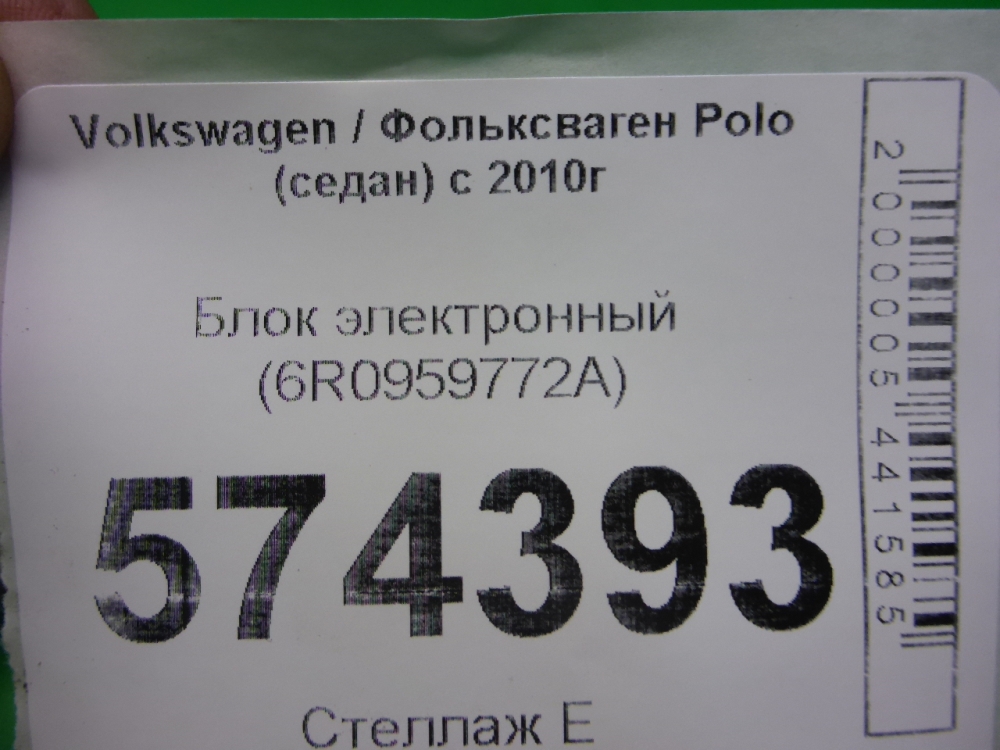 Volkswagen / Фольксваген Polo
(седан) с 2010г
Блок электронный
(6R0959772A)
574393
Стеллаж Е
2000005441585